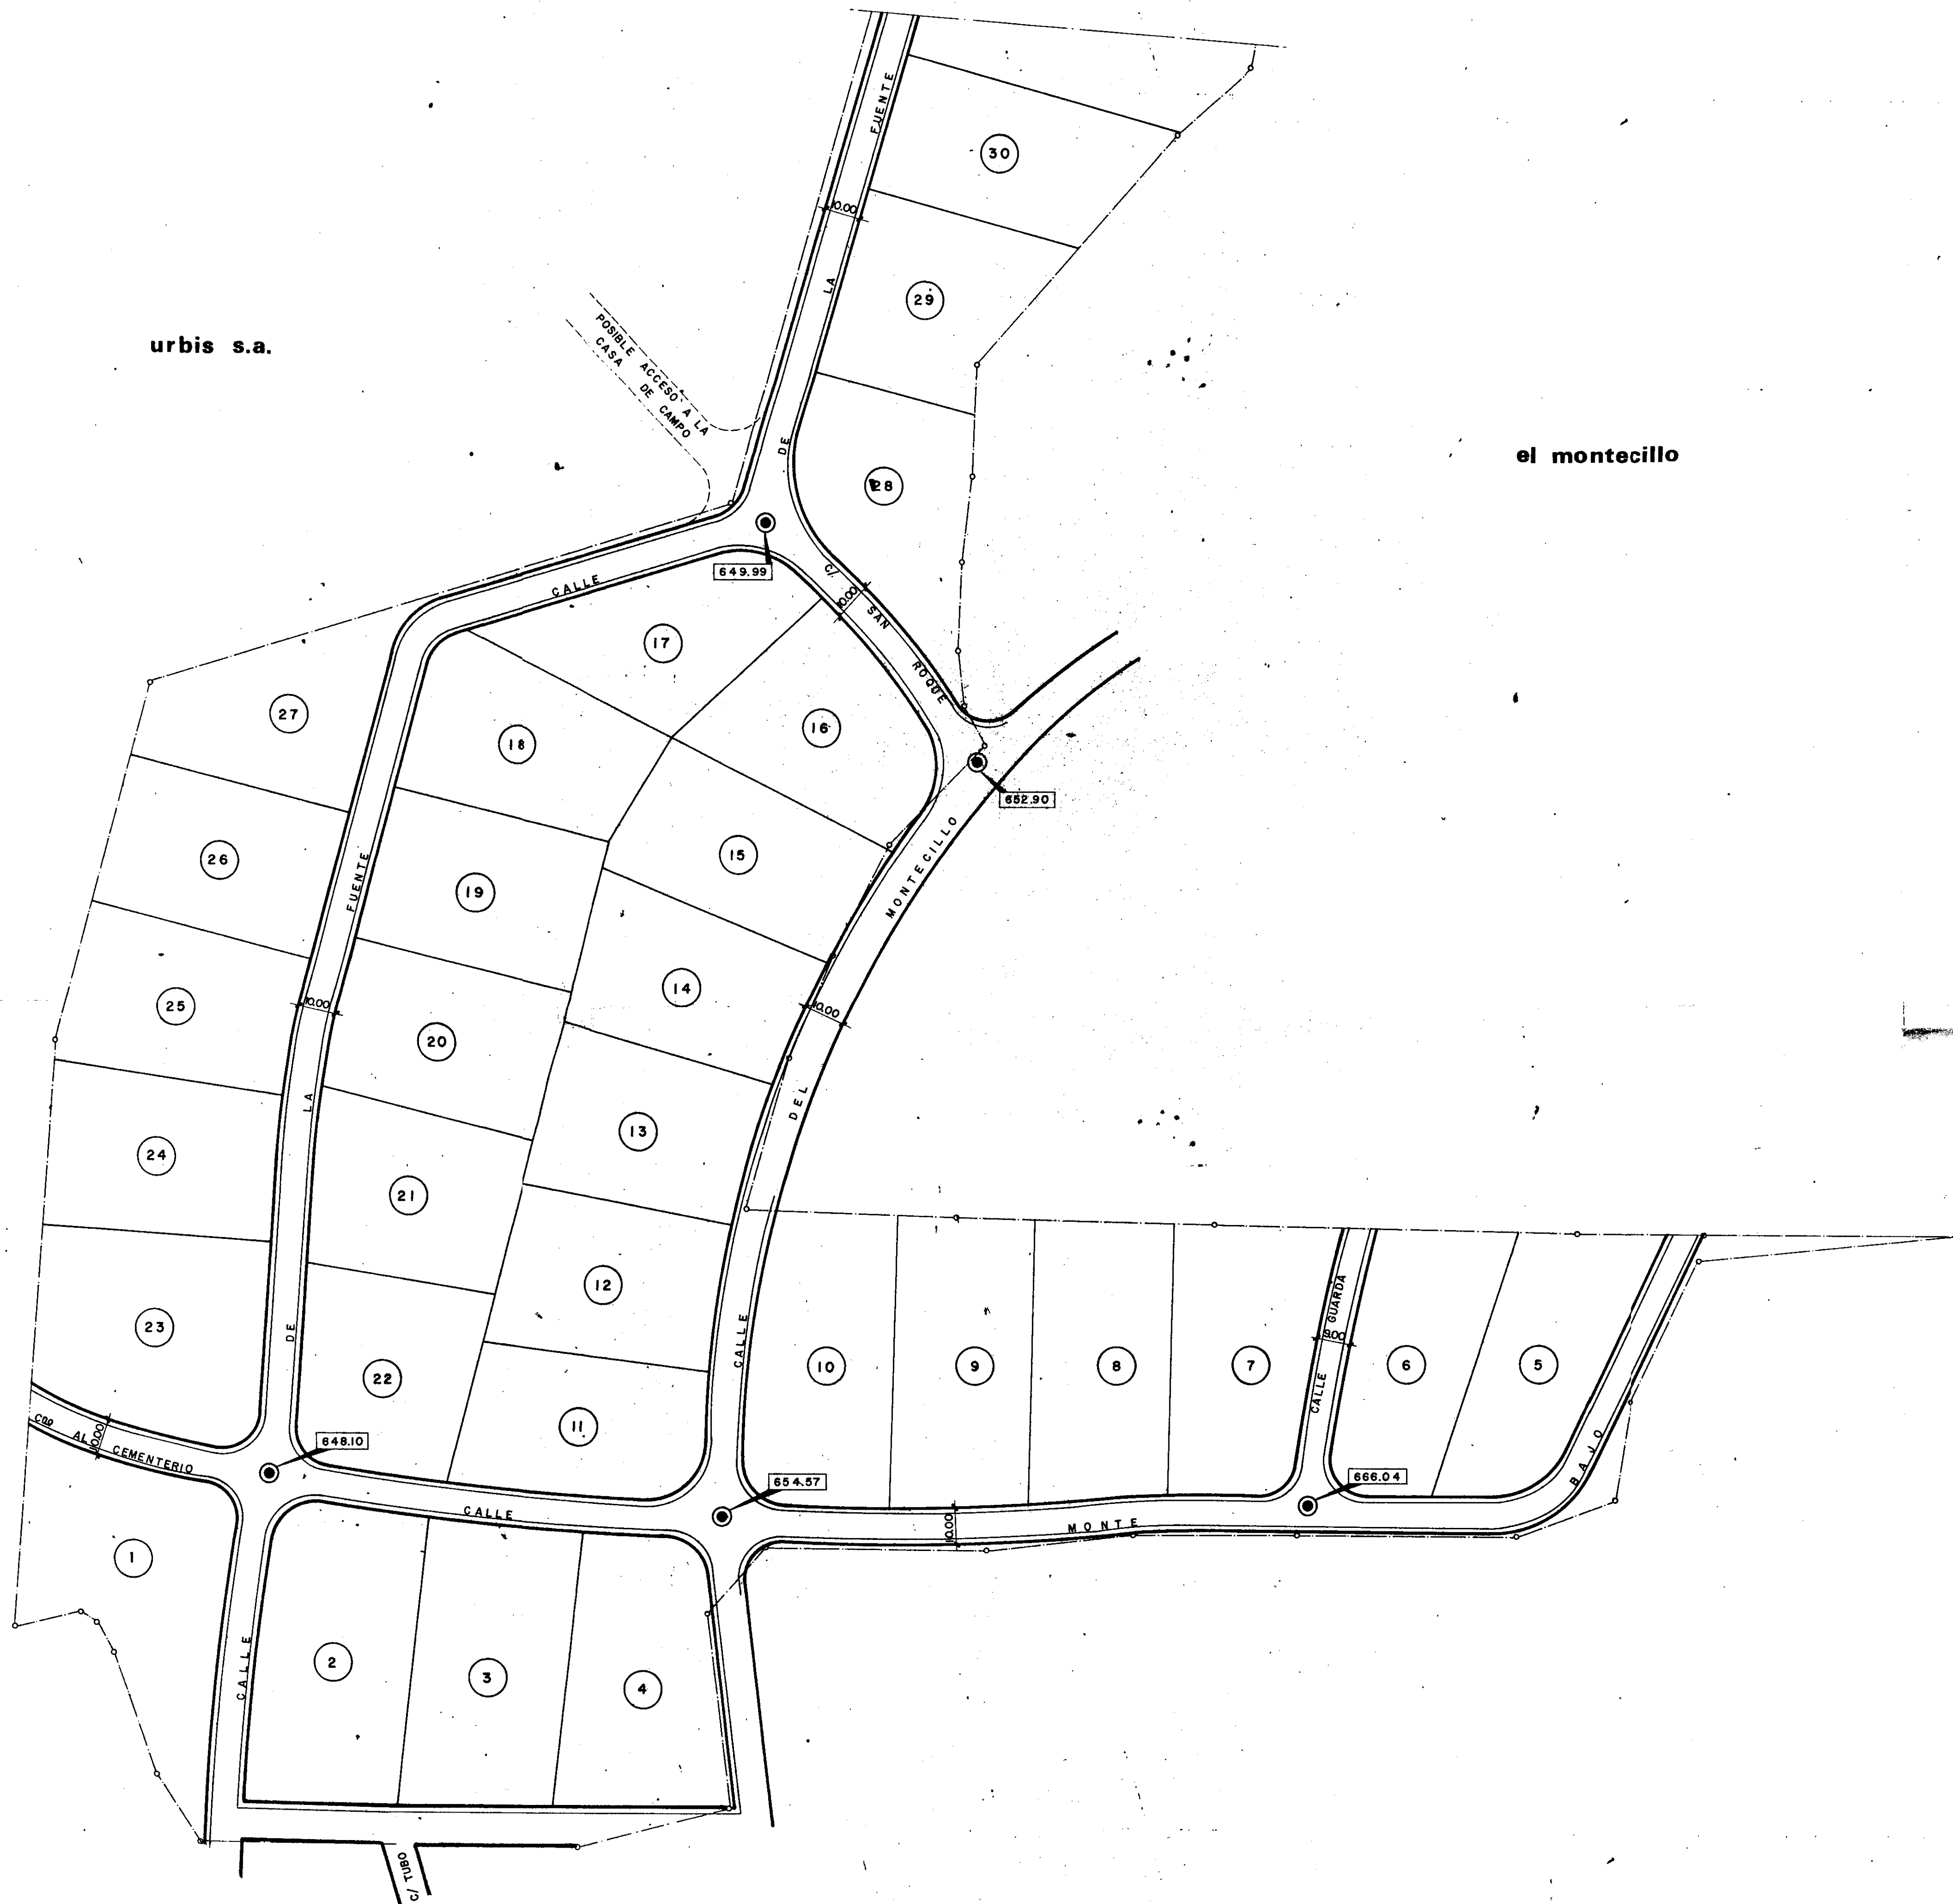 FUENTE
30
10.00
LA
29
urbis s.a.
POSIBLE ACCESO A LA
CASA DE CAMPO
DE
el montecillo
28
649.99
C/ SAN ROQUE
10.00
CALLE
17
16
27
18
652.90
MONTECILLO
15
26
FUENTE
19
14
25
10.00
10.00
20
DEL
LA
13
24
21
12
GUARDA
23
DE
CALLE
9.00
10
9
8
7
6
5
22
CALLE
11
Cno AL CEMENTERIO
10.00
648.10
BAJO
654.57
666.04
CALLE
10.00
MONTE
1
2
3
4
CALLE
C/ TUBO